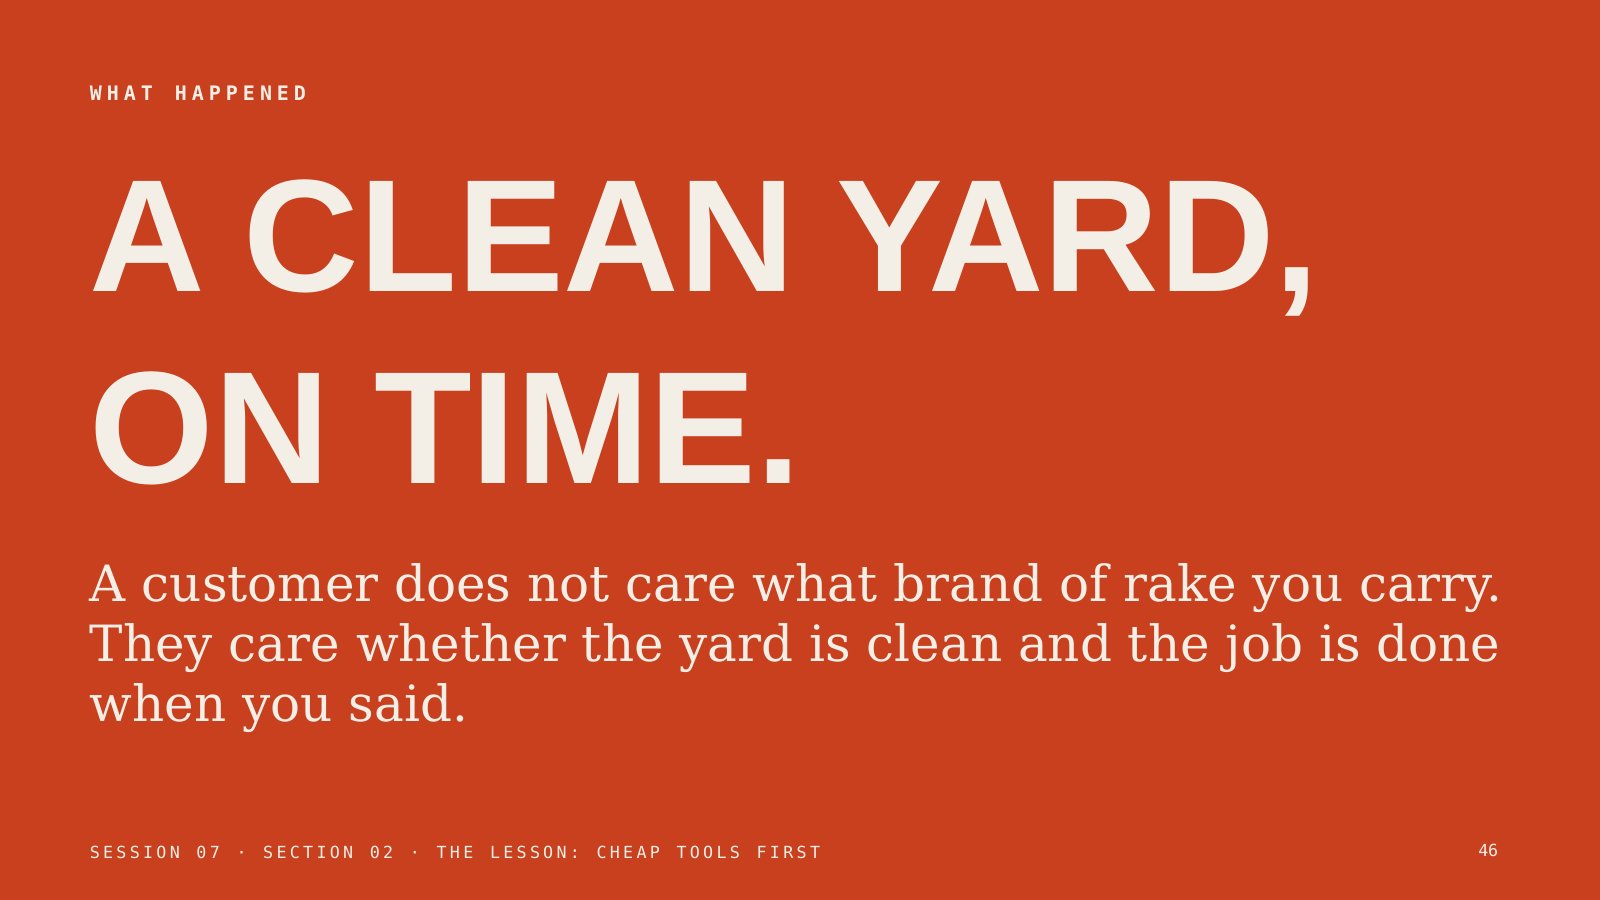 WHAT HAPPENED
A CLEAN YARD,
ON TIME.
A customer does not care what brand of rake you carry.
They care whether the yard is clean and the job is done
when you said.
SESSION 07 · SECTION 02 · THE LESSON: CHEAP TOOLS FIRST
46